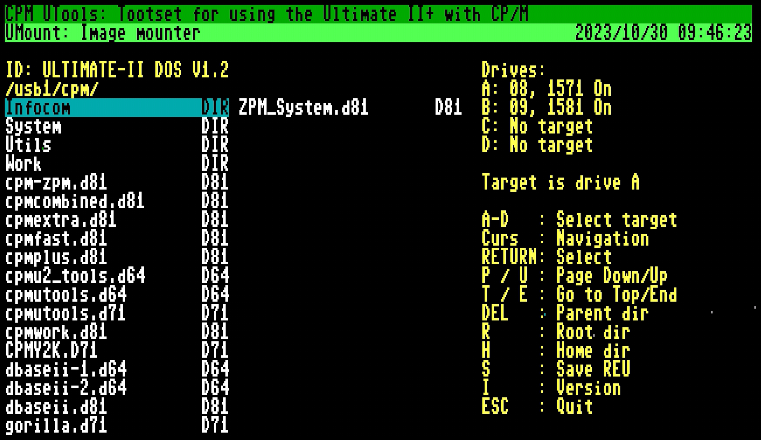 CPM UTools: Tootset for using the Ultimate II+ with CP/M
UMount: Image mounter 2023/10/30 09:46:23
ID: ULTIMATE-II DOS V1.2 Drives:
/usb1/cpm/ A: 08, 1571 On
Infocom DIR ZPM_System.d81 D81 B: 09, 1581 On
System DIR C: No target
Utils DIR D: No target
Work DIR
cpm-zpm.d81 D81 Target is drive A
cpmcombined.d81 D81
cpmextra.d81 D81 A-D : Select target
cpmfast.d81 D81 Curs : Navigation
cpmplus.d81 D81 RETURN: Select
cpmu2_tools.d64 D64 P / U : Page Down/Up
cpmutools.d64 D64 T / E : Go to Top/End
cpmutools.d71 D71 DEL : Parent dir
cpmwork.d81 D81 R : Root dir
CPMY2K.D71 D71 H : Home dir
dbaseii-1.d64 D64 S : Save REU
dbaseii-2.d64 D64 I : Version
dbaseii.d81 D81 ESC : Quit
gorilla.d71 D71